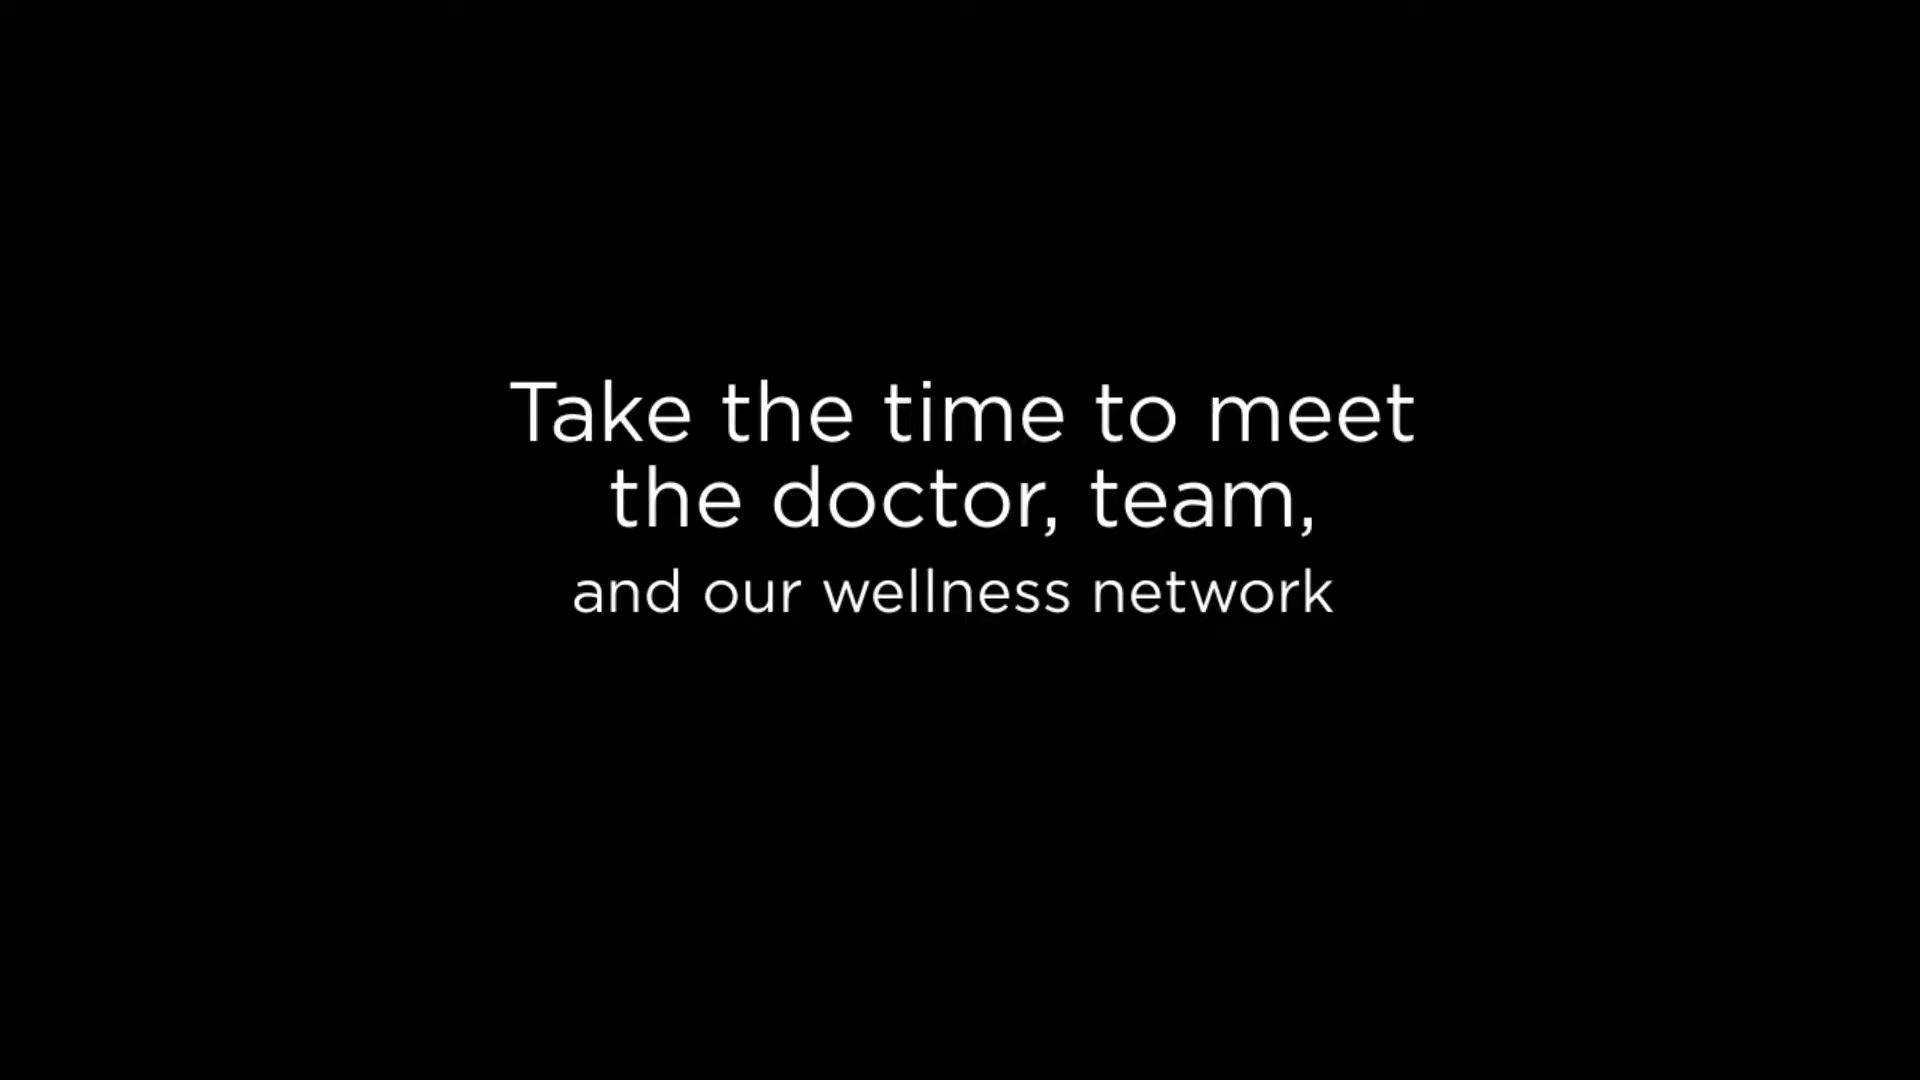 Take the time to meet
the doctor, team,
and our wellness network